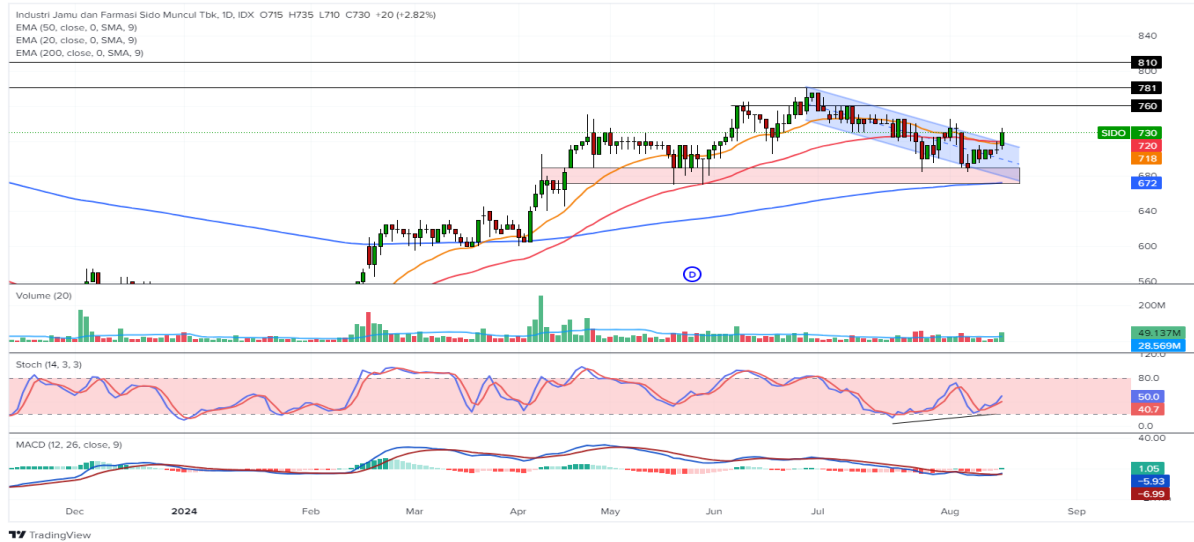 Industri Jamu dan Farmasi Sido Muncul Tbk, 1D, IDX O715 H735 L710 C730 +20 (+2.82%)
EMA (50, close, 0, SMA, 9)
EMA (20, close, 0, SMA, 9)
EMA (200, close, 0, SMA, 9)
840
810
800
781
760
SIDO 730
720
718
680
672
640
600
D
560
Volume (20)
200M
49.137M
28.569M
Stoch (14, 3, 3)
120.0
80.0
50.0
40.7
0.0
MACD (12, 26, close, 9)
40.00
1.05
−5.93
−6.99
Dec 2024 Feb Mar Apr May Jun Jul Aug Sep
TradingView